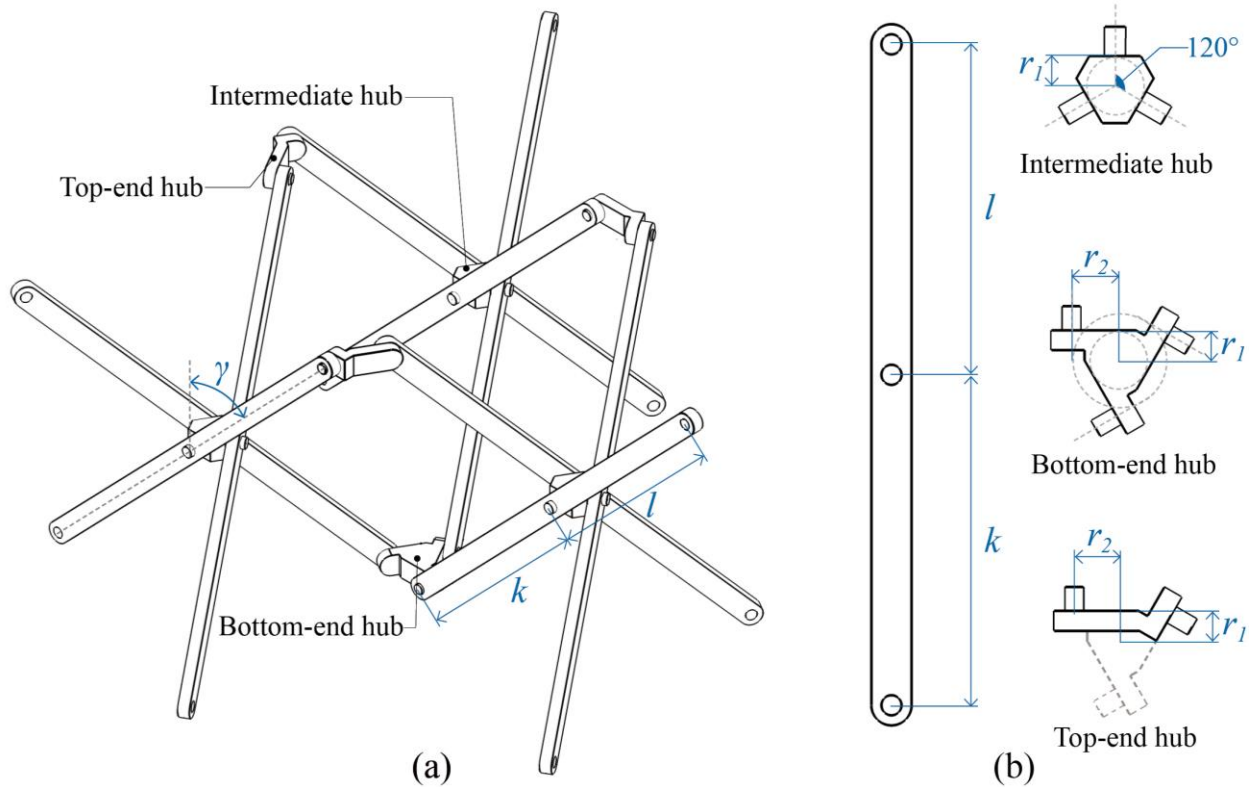 Intermediate hub
Top-end hub
γ
l
k
Bottom-end hub
(a)
l
k
r₁
120°
Intermediate hub
r₂
r₁
Bottom-end hub
r₂
r₁
Top-end hub
(b)